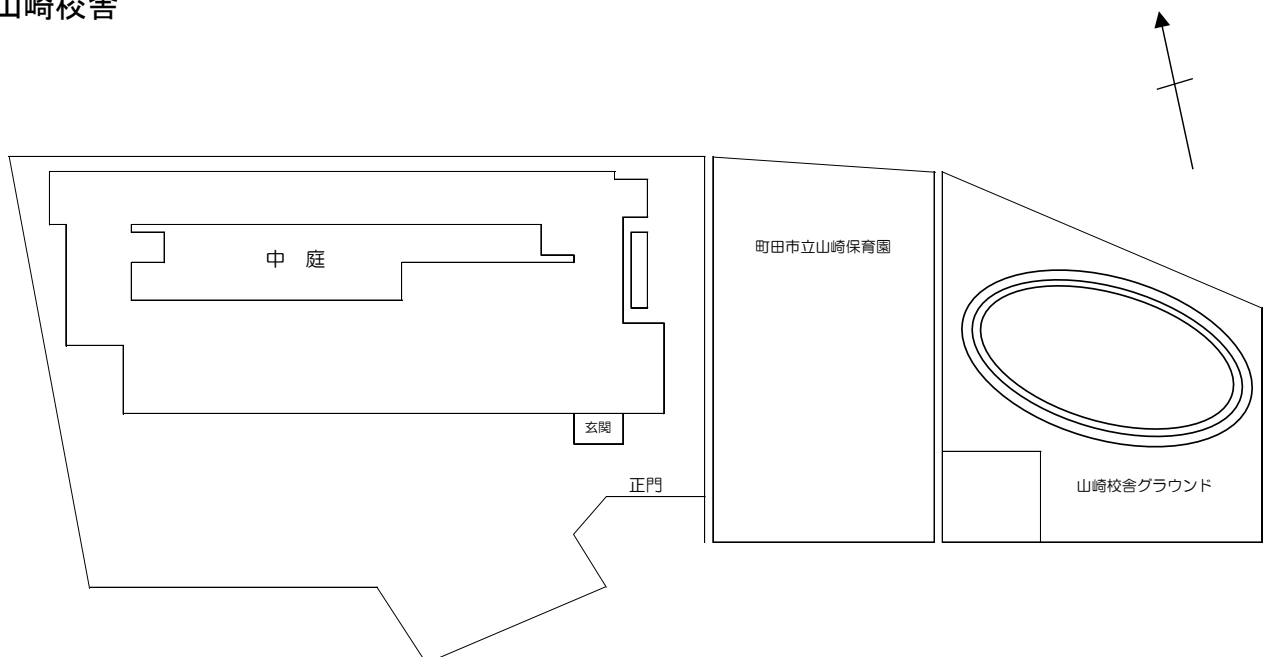 山崎校舎
町田市立山崎保育園
中　庭
玄関
正門
山崎校舎グラウンド